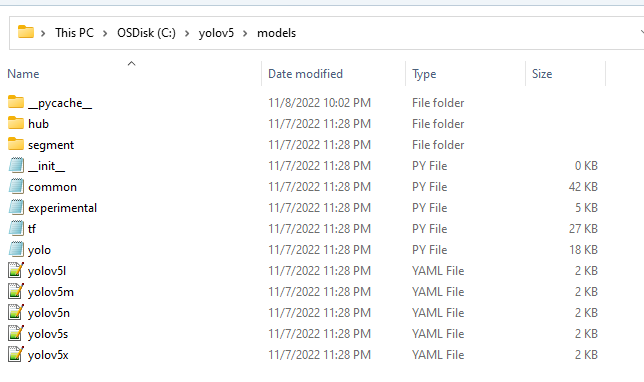 This PC > OSDisk (C:) > yolov5 > models
Name Date modified Type Size
__pycache__ 11/8/2022 10:02 PM File folder
hub 11/7/2022 11:28 PM File folder
segment 11/7/2022 11:28 PM File folder
__init__ 11/7/2022 11:28 PM PY File 0 KB
common 11/7/2022 11:28 PM PY File 42 KB
experimental 11/7/2022 11:28 PM PY File 5 KB
tf 11/7/2022 11:28 PM PY File 27 KB
yolo 11/7/2022 11:28 PM PY File 18 KB
yolov5l 11/7/2022 11:28 PM YAML File 2 KB
yolov5m 11/7/2022 11:28 PM YAML File 2 KB
yolov5n 11/7/2022 11:28 PM YAML File 2 KB
yolov5s 11/7/2022 11:28 PM YAML File 2 KB
yolov5x 11/7/2022 11:28 PM YAML File 2 KB